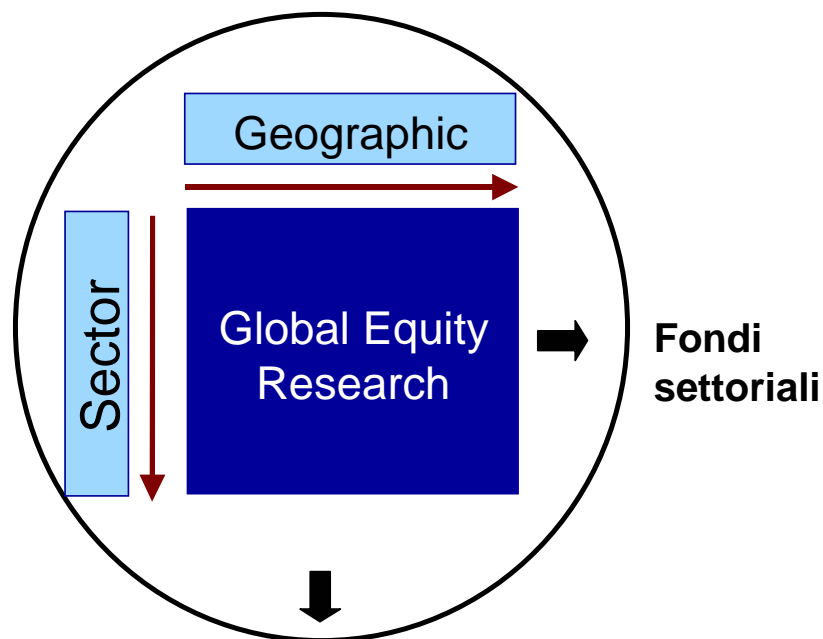 Geographic
Sector
Global Equity
Research
Fondi
settoriali